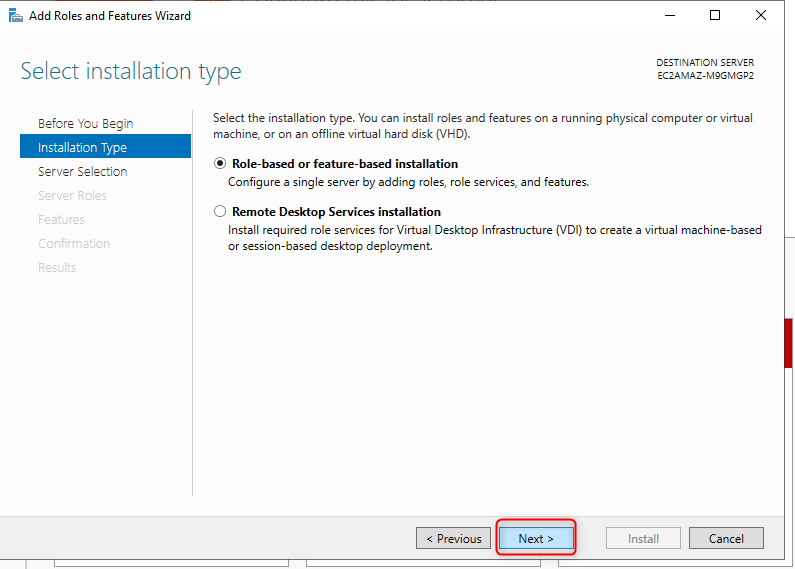 Add Roles and Features Wizard
Select installation type
DESTINATION SERVER
EC2AMAZ-M9GMGP2
Before You Begin
Installation Type
Server Selection
Server Roles
Features
Confirmation
Results
Select the installation type. You can install roles and features on a running physical computer or virtual
machine, or on an offline virtual hard disk (VHD).
Role-based or feature-based installation
Configure a single server by adding roles, role services, and features.
Remote Desktop Services installation
Install required role services for Virtual Desktop Infrastructure (VDI) to create a virtual machine-based
or session-based desktop deployment.
< Previous
Next >
Install
Cancel